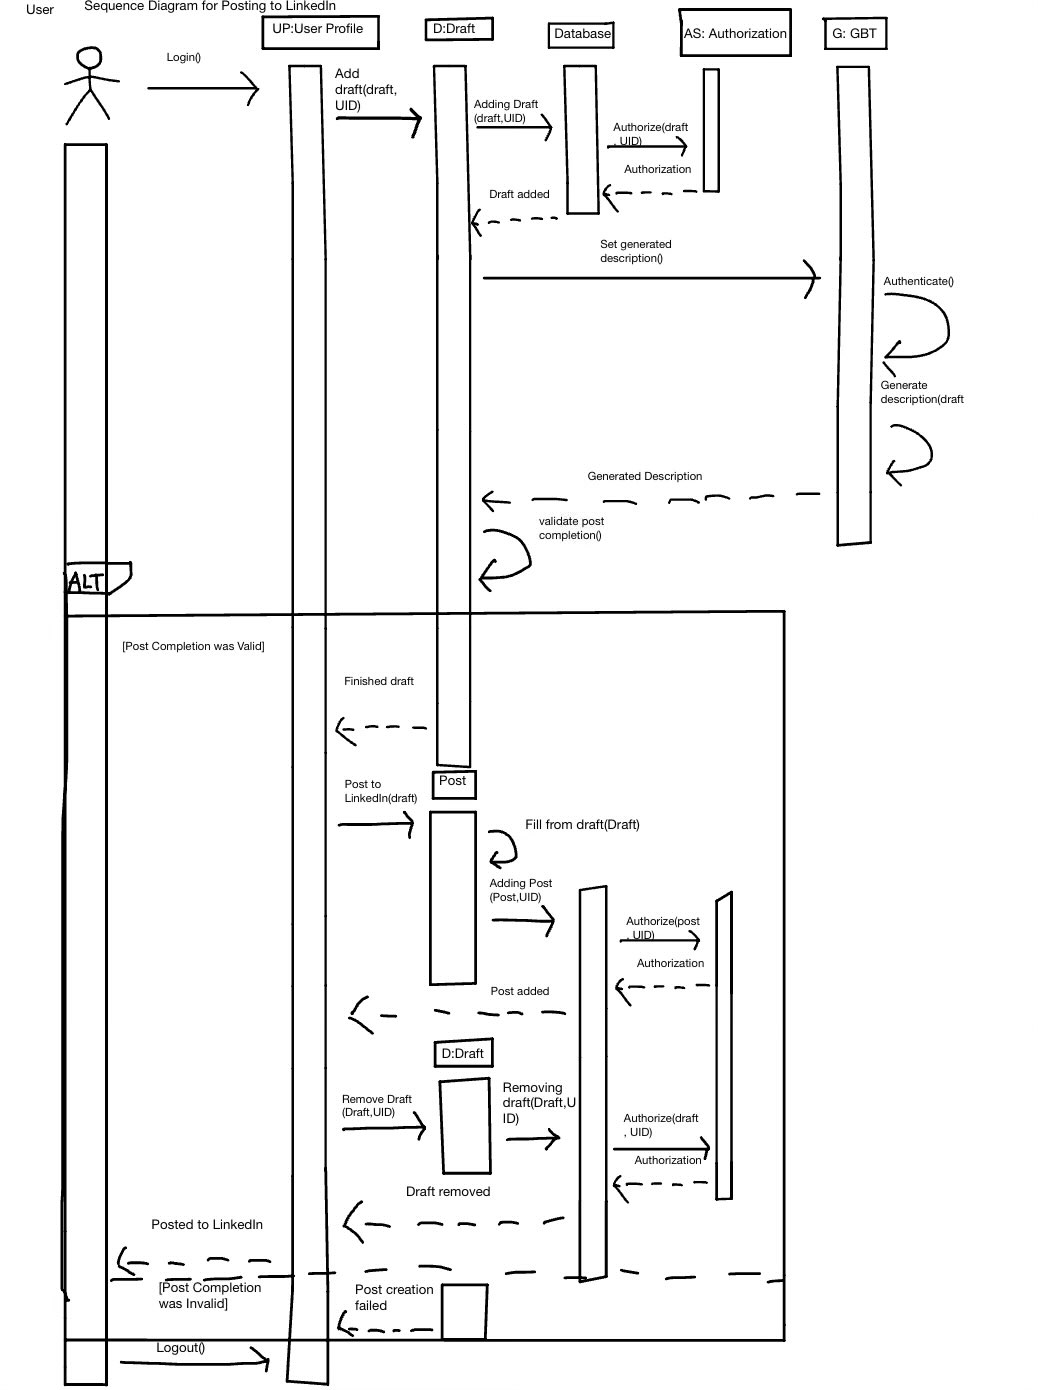 User
Sequence Diagram for Posting to LinkedIn
UP:User Profile
D:Draft
Database
AS: Authorization
G: GBT
Login()
Add
draft(draft,
UID)
Adding Draft
(draft,UID)
Authorize(draft
, UID)
Authorization
Draft added
Set generated
description()
Authenticate()
Generate
description(draft
Generated Description
validate post
completion()
ALT
[Post Completion was Valid]
Finished draft
Post
Post to
LinkedIn(draft)
Fill from draft(Draft)
Adding Post
(Post,UID)
Authorize(post
, UID)
Authorization
Post added
D:Draft
Remove Draft
(Draft,UID)
Removing
draft(Draft,U
ID)
Authorize(draft
, UID)
Authorization
Draft removed
Posted to LinkedIn
[Post Completion
was Invalid]
Post creation
failed
Logout()